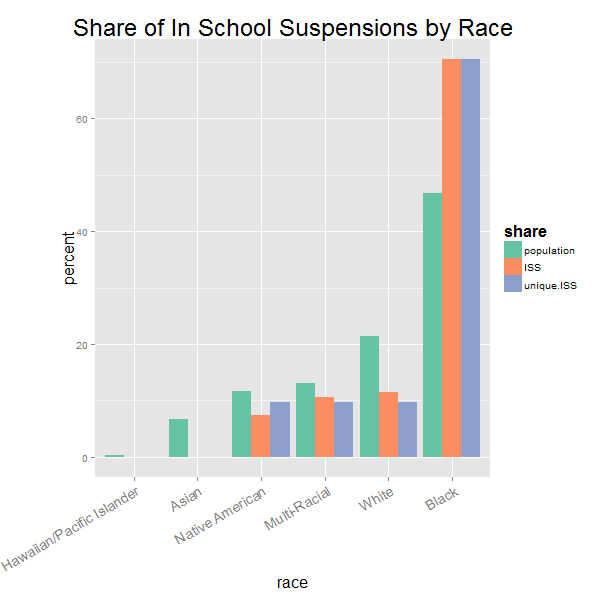 Share of In School Suspensions by Race
percent
60
40
20
0
Hawaiian/Pacific Islander
Asian
Native American
Multi-Racial
White
Black
race
share
population
ISS
unique.ISS